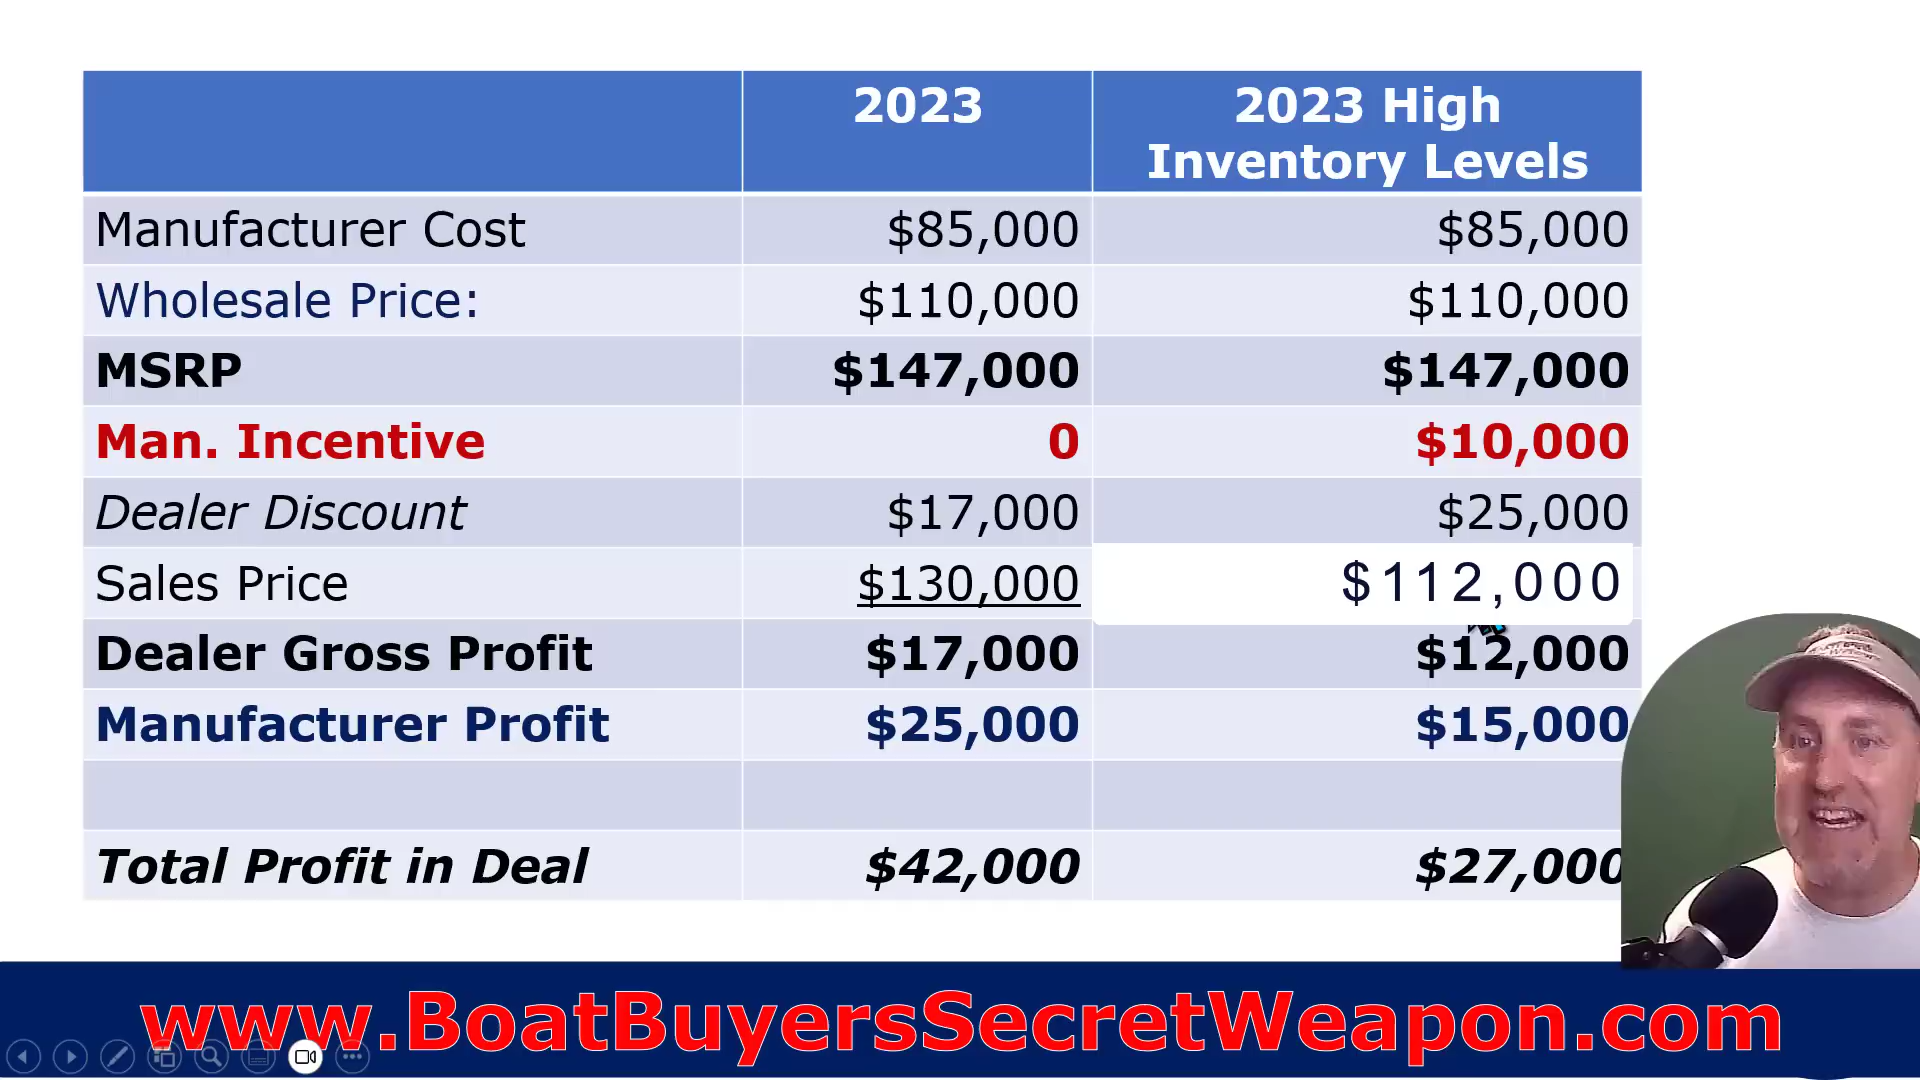 2023
2023 High
Inventory Levels
Manufacturer Cost $85,000 $85,000
Wholesale Price: $110,000 $110,000
MSRP $147,000 $147,000
Man. Incentive 0 $10,000
Dealer Discount $17,000 $25,000
Sales Price $130,000 $112,000
Dealer Gross Profit $17,000 $12,000
Manufacturer Profit $25,000 $15,000
Total Profit in Deal $42,000 $27,000
www.BoatBuyersSecretWeapon.com